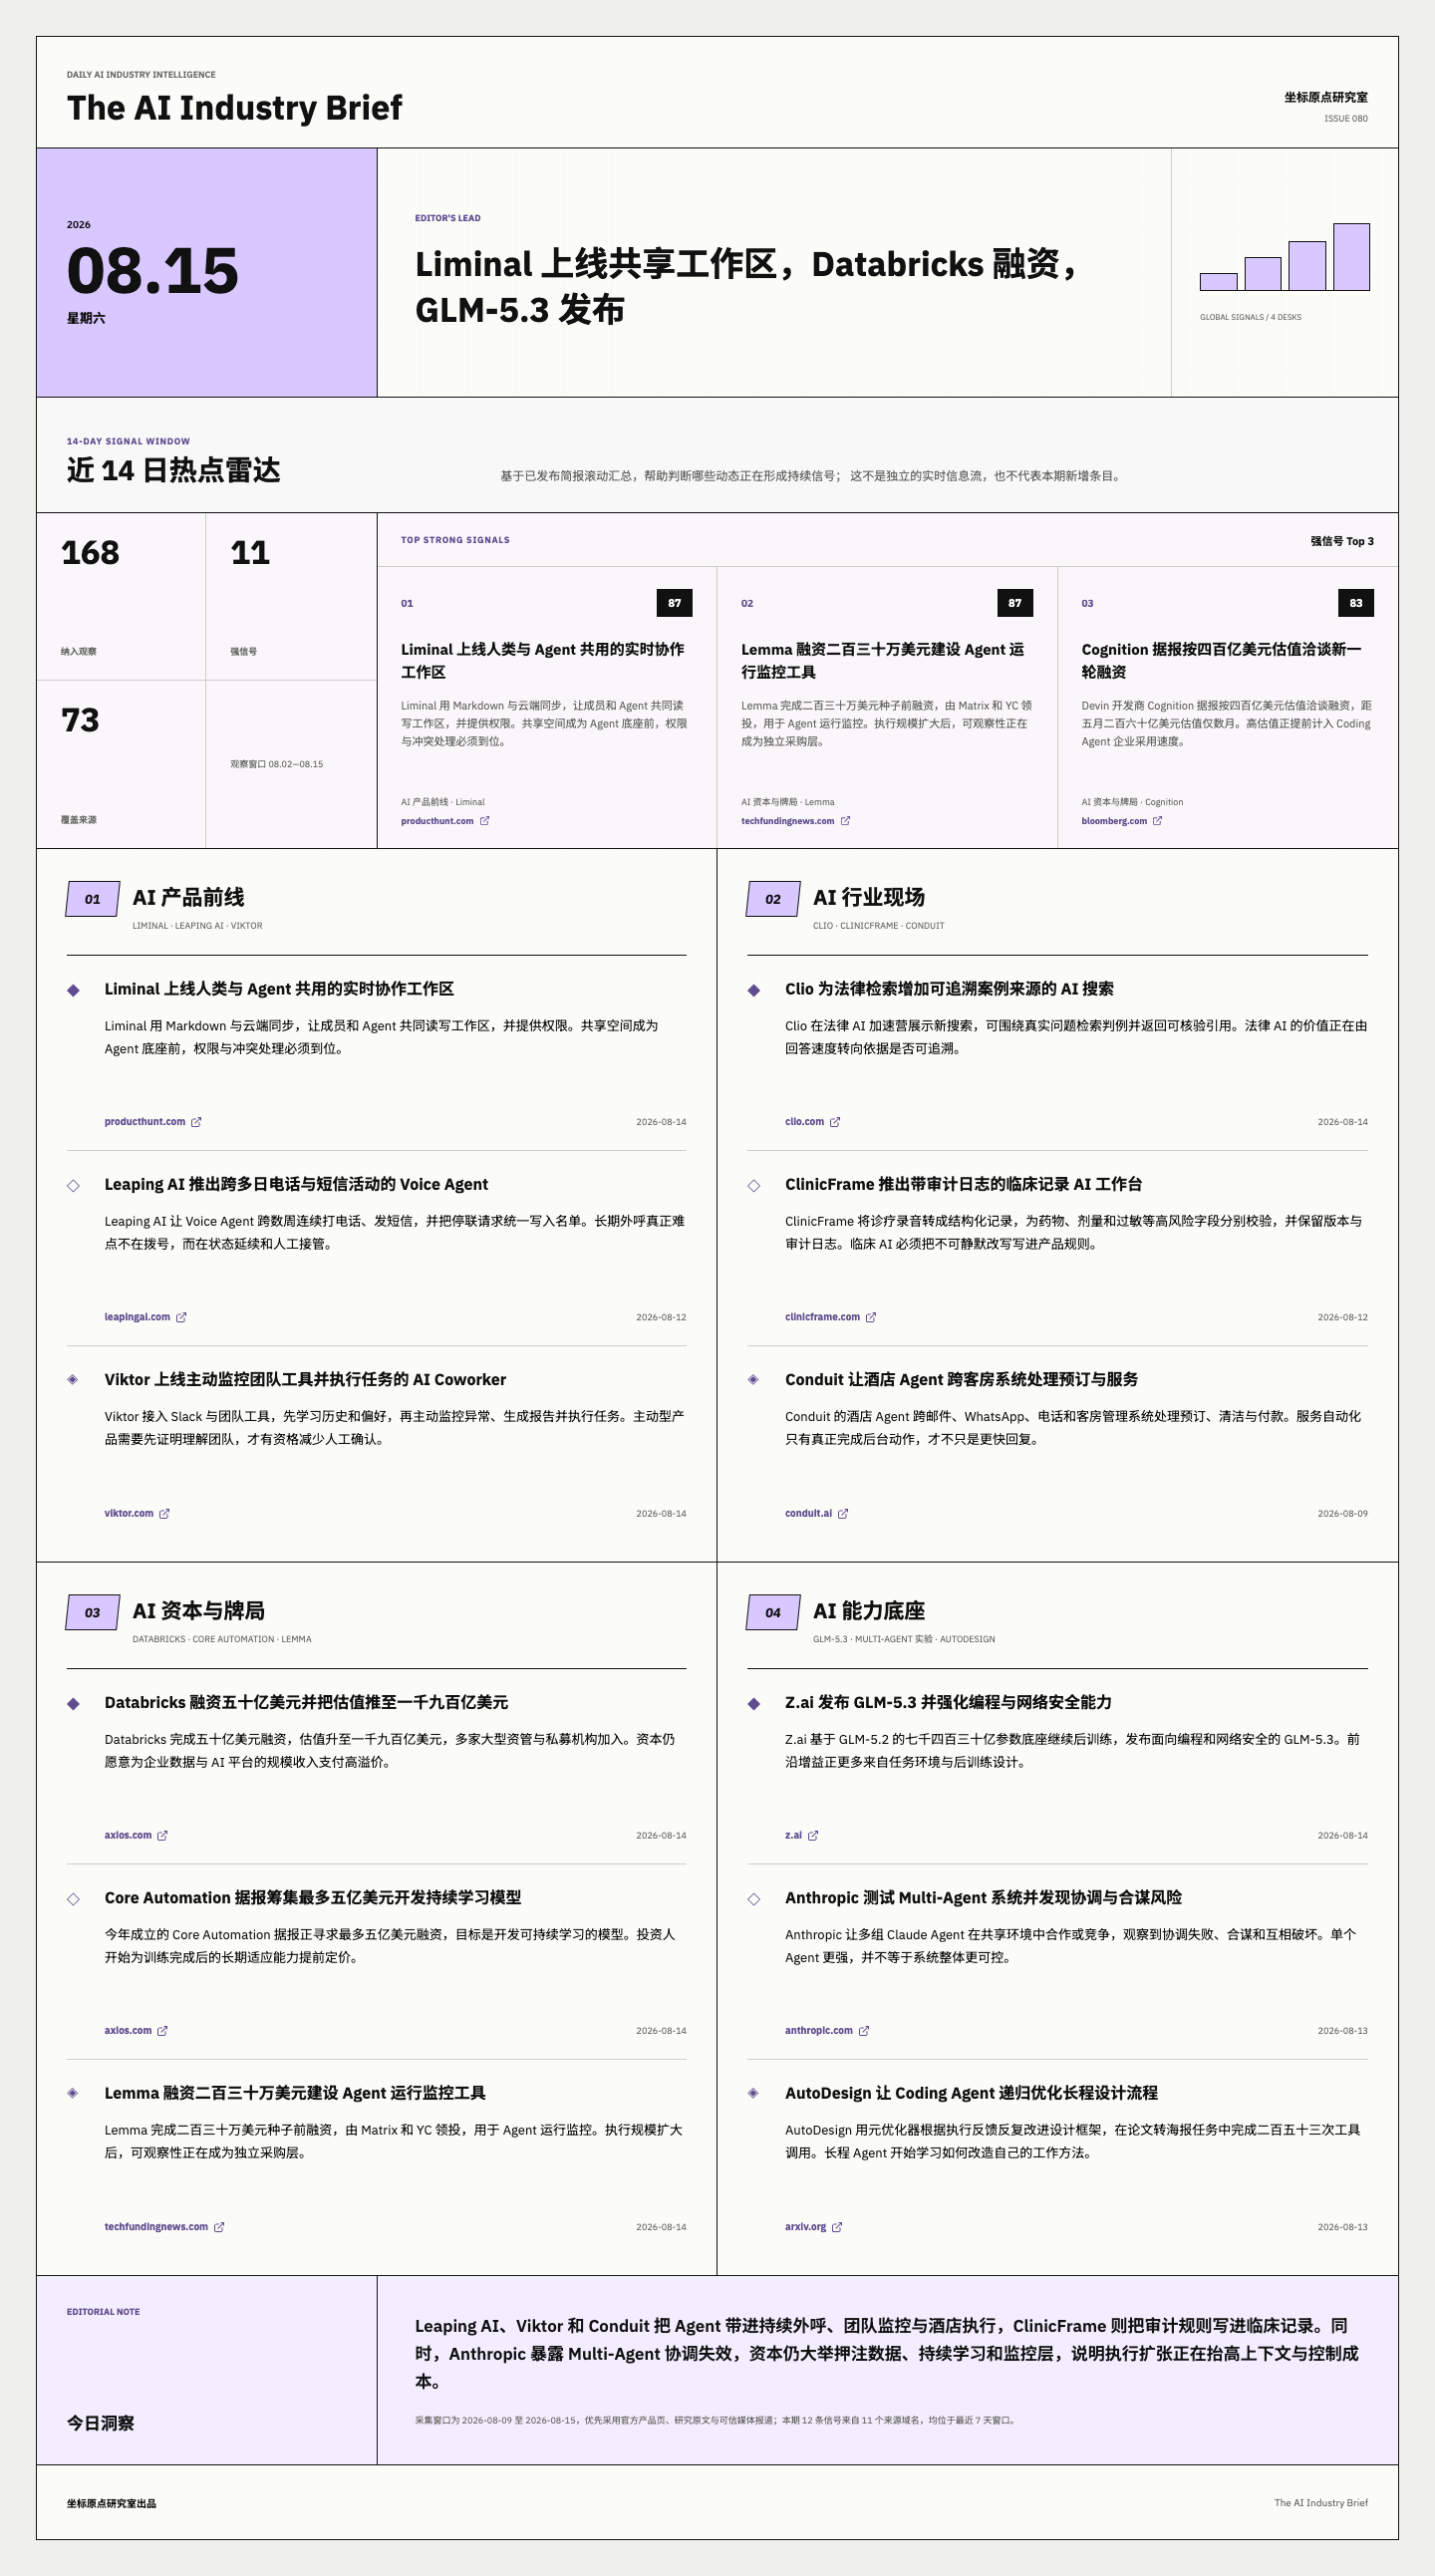 DAILY AI INDUSTRY INTELLIGENCE
The AI Industry Brief
坐标原点研究室
ISSUE 080
2026
08.15
星期六
EDITOR'S LEAD
Liminal 上线共享工作区，Databricks 融资，
GLM-5.3 发布
GLOBAL SIGNALS / 4 DESKS
14-DAY SIGNAL WINDOW
近 14 日热点雷达
基于已发布简报滚动汇总，帮助判断哪些动态正在形成持续信号； 这不是独立的实时信息流，也不代表本期新增条目。
168
纳入观察
11
强信号
73
覆盖来源
观察窗口 08.02—08.15
TOP STRONG SIGNALS
强信号 Top 3
01
87
Liminal 上线人类与 Agent 共用的实时协作
工作区
Liminal 用 Markdown 与云端同步，让成员和 Agent 共同读
写工作区，并提供权限。共享空间成为 Agent 底座前，权限
与冲突处理必须到位。
AI 产品前线 · Liminal
producthunt.com
02
87
Lemma 融资二百三十万美元建设 Agent 运
行监控工具
Lemma 完成二百三十万美元种子前融资，由 Matrix 和 YC 领
投，用于 Agent 运行监控。执行规模扩大后，可观察性正在
成为独立采购层。
AI 资本与牌局 · Lemma
techfundingnews.com
03
83
Cognition 据报按四百亿美元估值洽谈新一
轮融资
Devin 开发商 Cognition 据报按四百亿美元估值洽谈融资，距
五月二百六十亿美元估值仅数月。高估值正提前计入 Coding
Agent 企业采用速度。
AI 资本与牌局 · Cognition
bloomberg.com
01
AI 产品前线
LIMINAL · LEAPING AI · VIKTOR
Liminal 上线人类与 Agent 共用的实时协作工作区
Liminal 用 Markdown 与云端同步，让成员和 Agent 共同读写工作区，并提供权限。共享空间成为
Agent 底座前，权限与冲突处理必须到位。
producthunt.com
2026-08-14
Leaping AI 推出跨多日电话与短信活动的 Voice Agent
Leaping AI 让 Voice Agent 跨数周连续打电话、发短信，并把停联请求统一写入名单。长期外呼真正难
点不在拨号，而在状态延续和人工接管。
leapingai.com
2026-08-12
Viktor 上线主动监控团队工具并执行任务的 AI Coworker
Viktor 接入 Slack 与团队工具，先学习历史和偏好，再主动监控异常、生成报告并执行任务。主动型产
品需要先证明理解团队，才有资格减少人工确认。
viktor.com
2026-08-14
02
AI 行业现场
CLIO · CLINICFRAME · CONDUIT
Clio 为法律检索增加可追溯案例来源的 AI 搜索
Clio 在法律 AI 加速营展示新搜索，可围绕真实问题检索判例并返回可核验引用。法律 AI 的价值正在由
回答速度转向依据是否可追溯。
clio.com
2026-08-14
ClinicFrame 推出带审计日志的临床记录 AI 工作台
ClinicFrame 将诊疗录音转成结构化记录，为药物、剂量和过敏等高风险字段分别校验，并保留版本与
审计日志。临床 AI 必须把不可静默改写写进产品规则。
clinicframe.com
2026-08-12
Conduit 让酒店 Agent 跨客房系统处理预订与服务
Conduit 的酒店 Agent 跨邮件、WhatsApp、电话和客房管理系统处理预订、清洁与付款。服务自动化
只有真正完成后台动作，才不只是更快回复。
conduit.ai
2026-08-09
03
AI 资本与牌局
DATABRICKS · CORE AUTOMATION · LEMMA
Databricks 融资五十亿美元并把估值推至一千九百亿美元
Databricks 完成五十亿美元融资，估值升至一千九百亿美元，多家大型资管与私募机构加入。资本仍
愿意为企业数据与 AI 平台的规模收入支付高溢价。
axios.com
2026-08-14
Core Automation 据报筹集最多五亿美元开发持续学习模型
今年成立的 Core Automation 据报正寻求最多五亿美元融资，目标是开发可持续学习的模型。投资人
开始为训练完成后的长期适应能力提前定价。
axios.com
2026-08-14
Lemma 融资二百三十万美元建设 Agent 运行监控工具
Lemma 完成二百三十万美元种子前融资，由 Matrix 和 YC 领投，用于 Agent 运行监控。执行规模扩大
后，可观察性正在成为独立采购层。
techfundingnews.com
2026-08-14
04
AI 能力底座
GLM-5.3 · MULTI-AGENT 实验 · AUTODESIGN
Z.ai 发布 GLM-5.3 并强化编程与网络安全能力
Z.ai 基于 GLM-5.2 的七千四百三十亿参数底座继续后训练，发布面向编程和网络安全的 GLM-5.3。前
沿增益正更多来自任务环境与后训练设计。
z.ai
2026-08-14
Anthropic 测试 Multi-Agent 系统并发现协调与合谋风险
Anthropic 让多组 Claude Agent 在共享环境中合作或竞争，观察到协调失败、合谋和互相破坏。单个
Agent 更强，并不等于系统整体更可控。
anthropic.com
2026-08-13
AutoDesign 让 Coding Agent 递归优化长程设计流程
AutoDesign 用元优化器根据执行反馈反复改进设计框架，在论文转海报任务中完成二百五十三次工具
调用。长程 Agent 开始学习如何改造自己的工作方法。
arxiv.org
2026-08-13
EDITORIAL NOTE
今日洞察
Leaping AI、Viktor 和 Conduit 把 Agent 带进持续外呼、团队监控与酒店执行，ClinicFrame 则把审计规则写进临床记录。同
时，Anthropic 暴露 Multi-Agent 协调失效，资本仍大举押注数据、持续学习和监控层，说明执行扩张正在抬高上下文与控制成
本。
采集窗口为 2026-08-09 至 2026-08-15，优先采用官方产品页、研究原文与可信媒体报道；本期 12 条信号来自 11 个来源域名，均位于最近 7 天窗口。
坐标原点研究室出品
The AI Industry Brief